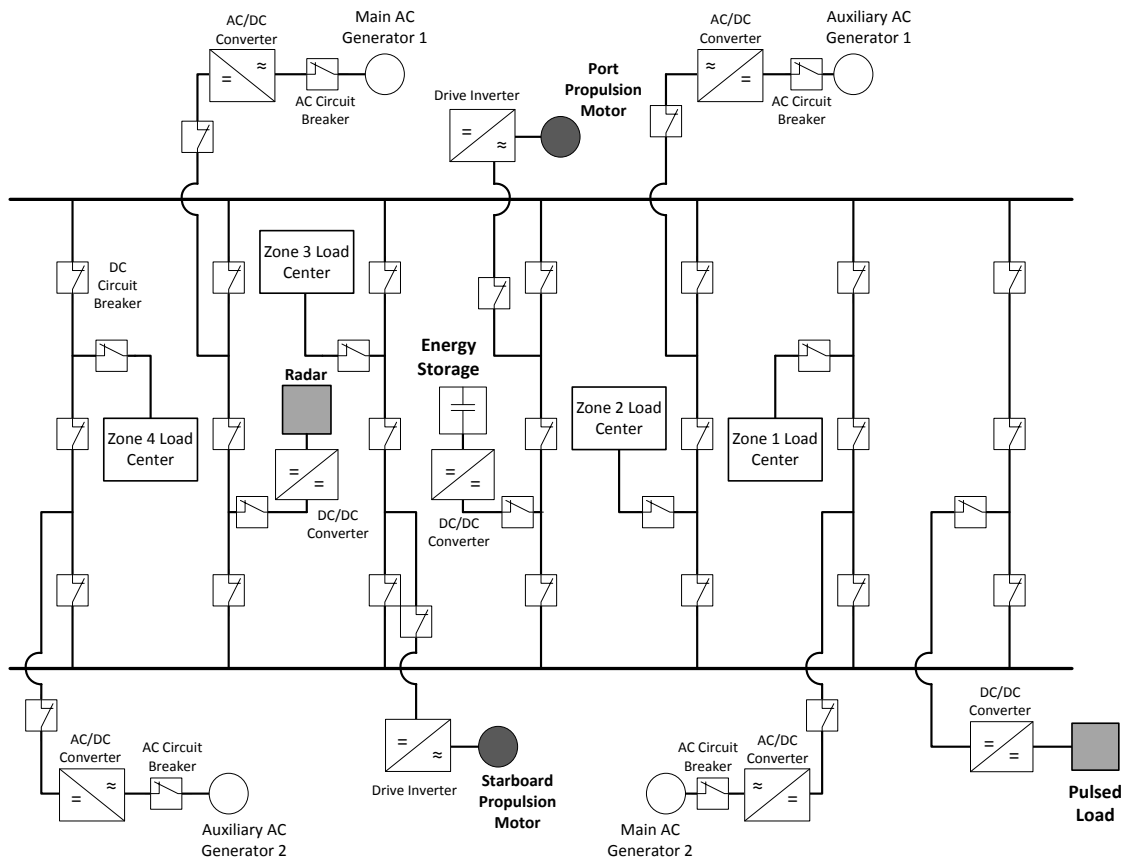 AC/DC
Converter
Main AC
Generator 1
=
≈
AC Circuit
Breaker
Drive Inverter
=
≈
Port
Propulsion
Motor
AC/DC
Converter
Auxiliary AC
Generator 1
≈
=
AC Circuit
Breaker
DC
Circuit
Breaker
Zone 3 Load
Center
Radar
Energy
Storage
Zone 4 Load
Center
Zone 2 Load
Center
Zone 1 Load
Center
=
=
DC/DC
Converter
=
=
DC/DC
Converter
AC/DC
Converter
AC Circuit
Breaker
≈
=
Auxiliary AC
Generator 2
=
≈
Drive Inverter
Starboard
Propulsion
Motor
AC Circuit
Breaker
AC/DC
Converter
≈
=
Main AC
Generator 2
DC/DC
Converter
=
=
Pulsed
Load